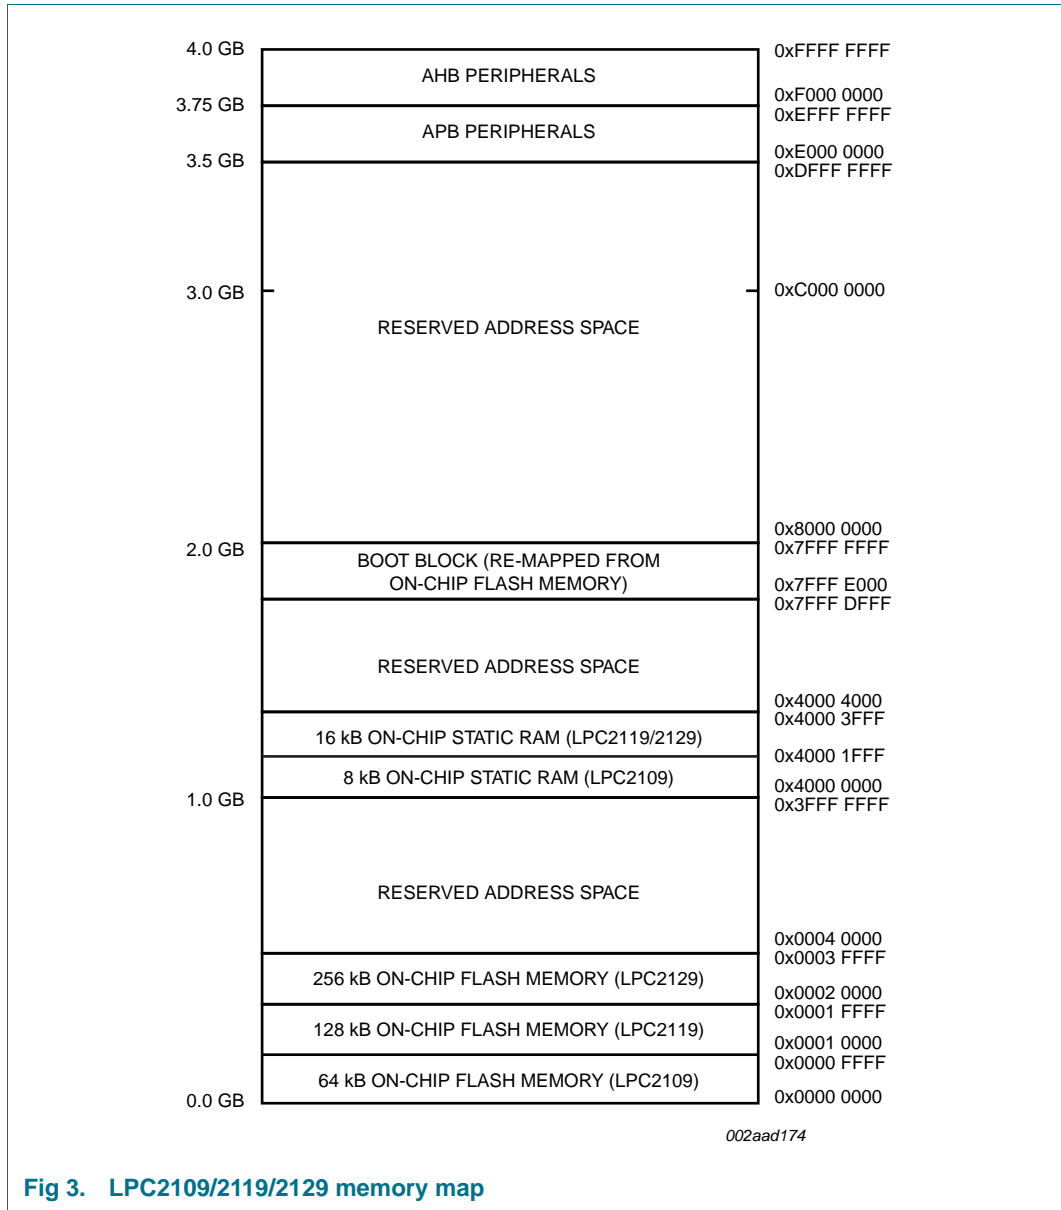 4.0 GB
0xFFFF FFFF
AHB PERIPHERALS
0xF000 0000
3.75 GB
0xEFFF FFFF
APB PERIPHERALS
0xE000 0000
3.5 GB
0xDFFF FFFF
3.0 GB
0xC000 0000
RESERVED ADDRESS SPACE
0x8000 0000
2.0 GB
0x7FFF FFFF
BOOT BLOCK (RE-MAPPED FROM
ON-CHIP FLASH MEMORY)
0x7FFF E000
0x7FFF DFFF
RESERVED ADDRESS SPACE
0x4000 4000
0x4000 3FFF
16 kB ON-CHIP STATIC RAM (LPC2119/2129)
0x4000 1FFF
8 kB ON-CHIP STATIC RAM (LPC2109)
0x4000 0000
1.0 GB
0x3FFF FFFF
RESERVED ADDRESS SPACE
0x0004 0000
0x0003 FFFF
256 kB ON-CHIP FLASH MEMORY (LPC2129)
0x0002 0000
0x0001 FFFF
128 kB ON-CHIP FLASH MEMORY (LPC2119)
0x0001 0000
0x0000 FFFF
64 kB ON-CHIP FLASH MEMORY (LPC2109)
0.0 GB
0x0000 0000
002aad174
Fig 3. LPC2109/2119/2129 memory map